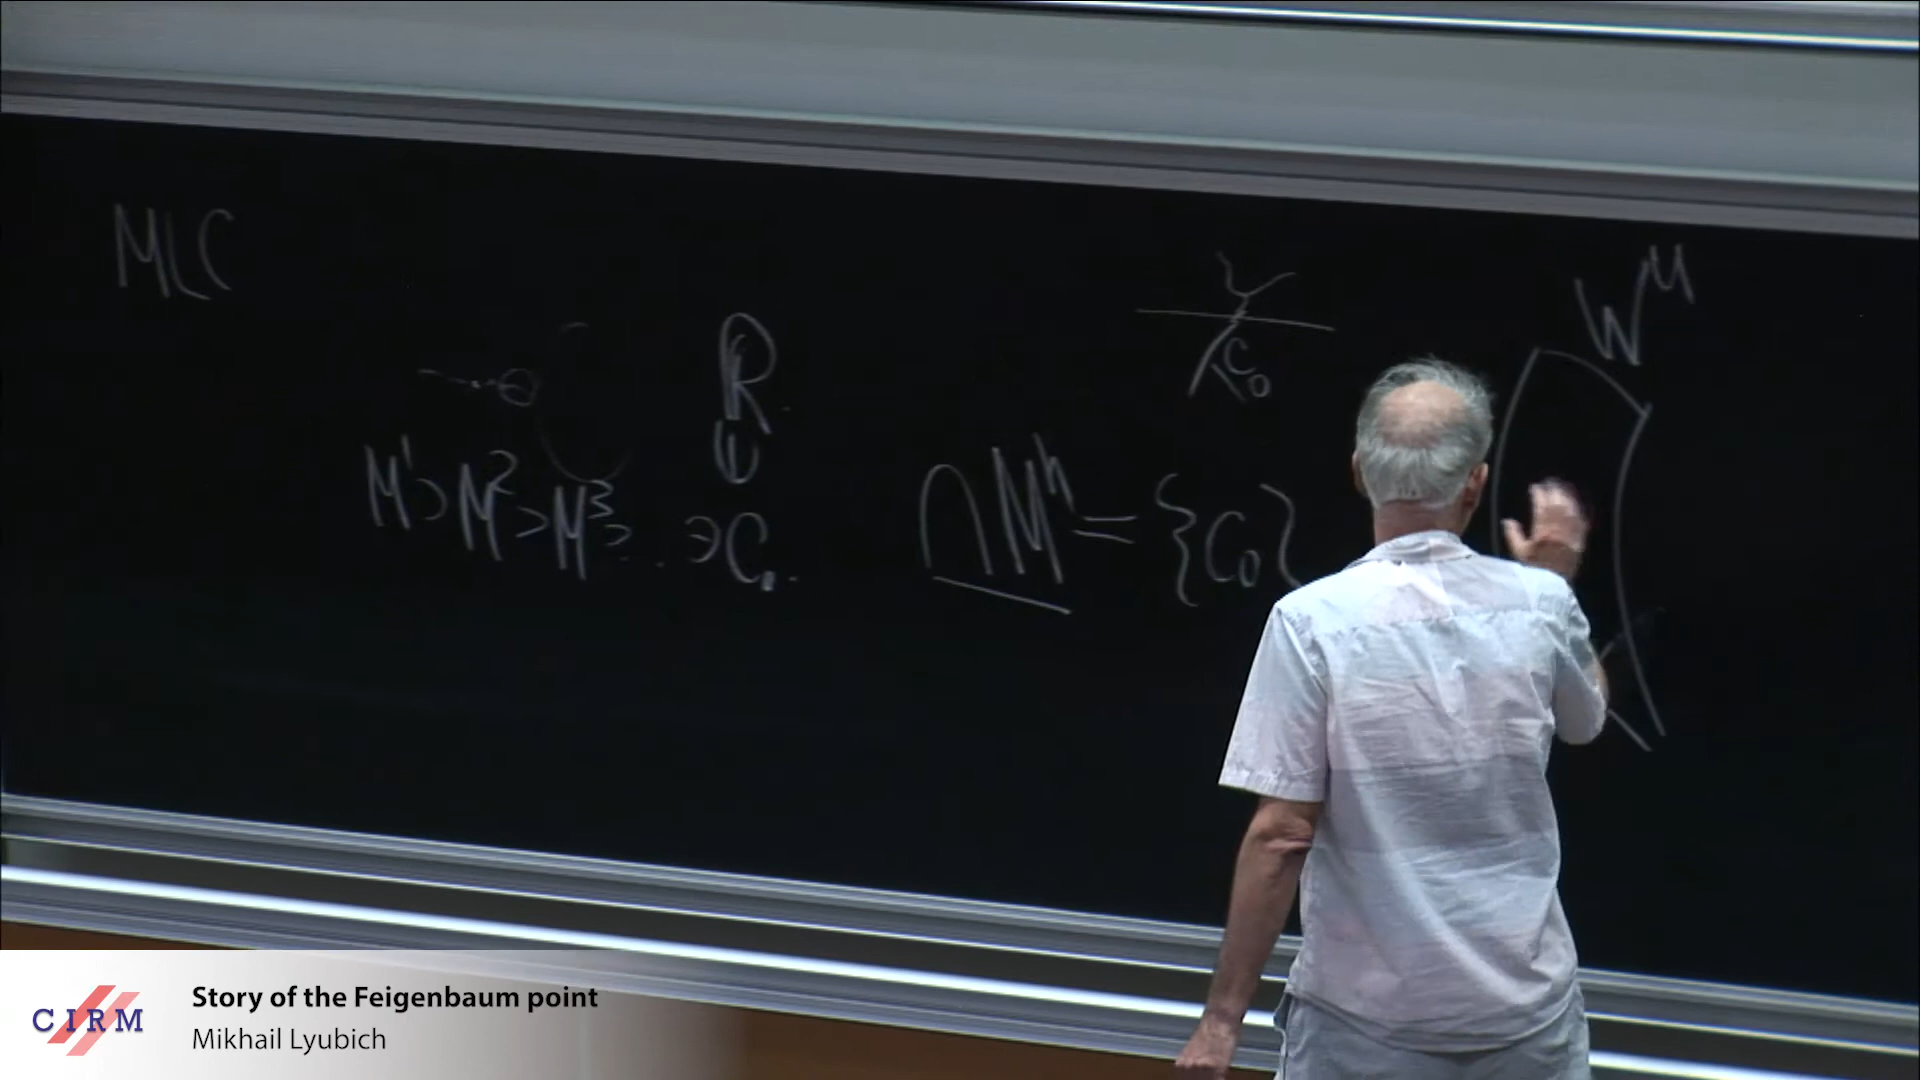 MLC
R
M¹⊃M²⊃M³⊃...∋C₀.
∩Mⁿ={C₀}
C₀
Wᵘ
CIRM
Story of the Feigenbaum point
Mikhail Lyubich